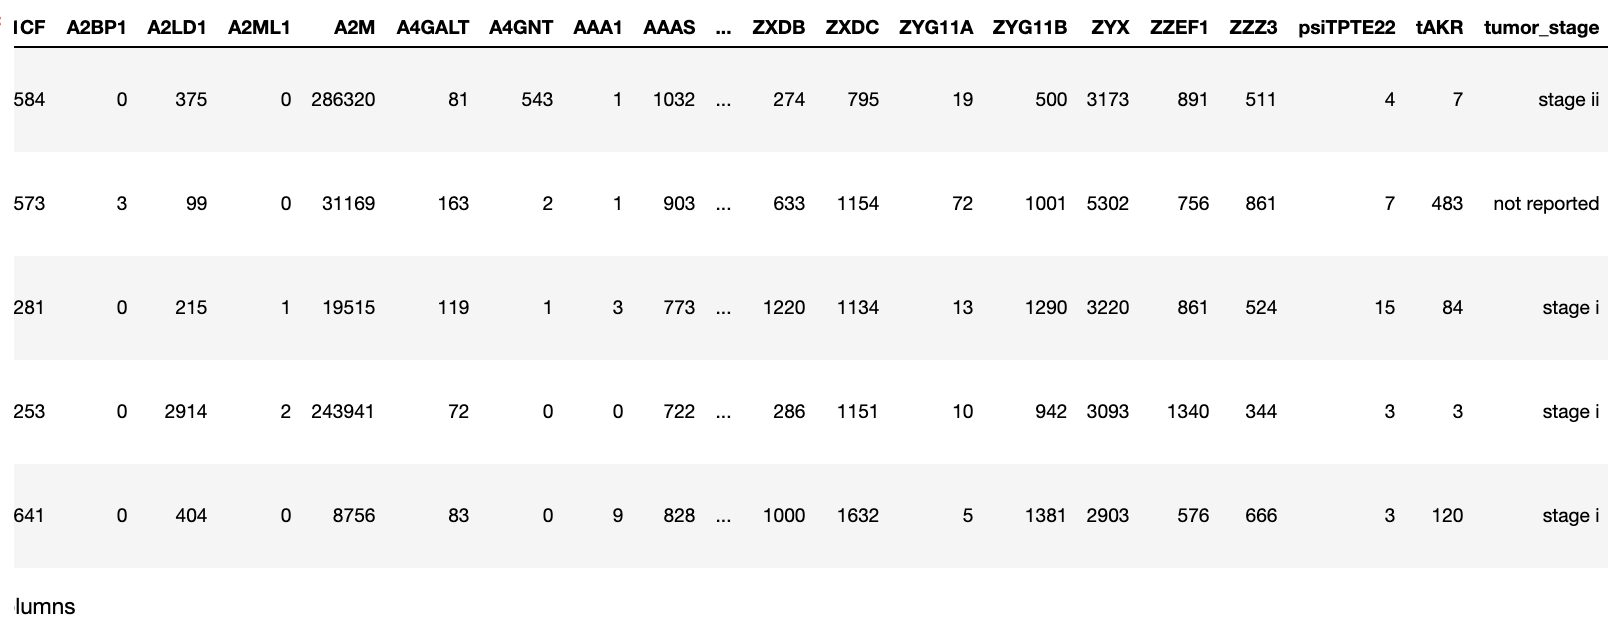 1CF A2BP1 A2LD1 A2ML1 A2M A4GALT A4GNT AAA1 AAAS ... ZXDB ZXDC ZYG11A ZYG11B ZYX ZZEF1 ZZZ3 psiTPTE22 tAKR tumor_stage
584 0 375 0 286320 81 543 1 1032 ... 274 795 19 500 3173 891 511 4 7 stage ii
573 3 99 0 31169 163 2 1 903 ... 633 1154 72 1001 5302 756 861 7 483 not reported
281 0 215 1 19515 119 1 3 773 ... 1220 1134 13 1290 3220 861 524 15 84 stage i
253 0 2914 2 243941 72 0 0 722 ... 286 1151 10 942 3093 1340 344 3 3 stage i
641 0 404 0 8756 83 0 9 828 ... 1000 1632 5 1381 2903 576 666 3 120 stage i
lumns